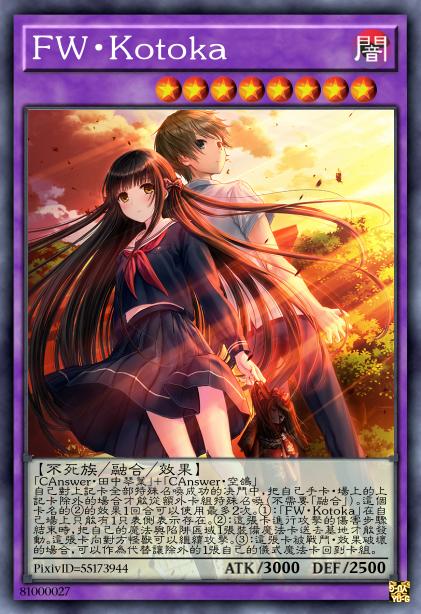 FW・Kotoka
闇
【不死族／融合／效果】
「CAnswer・田中琴葉」+「CAnswer・空鴿」
自己對上記卡全部特殊召喚成功的決鬥中，把自己手卡・場上的上
記卡除外的場合才能從額外卡組特殊召喚（不需要「融合」）。這個
卡名的②的效果1回合可以使用最多2次。①：「FW・Kotoka」在自
己場上只能有1只表側表示存在。②：這張卡進行攻擊的傷害步驟
結束時，把自己的魔法與陷阱區域1張裝備魔法卡送去墓地才能發
動。這張卡向對方怪獸可以繼續攻擊。③：這張卡被戰鬥・效果破壞
的場合，可以作為代替讓除外的1張自己的儀式魔法卡回到卡組。
PixivID=55173944
ATK/3000 DEF/2500
81000027